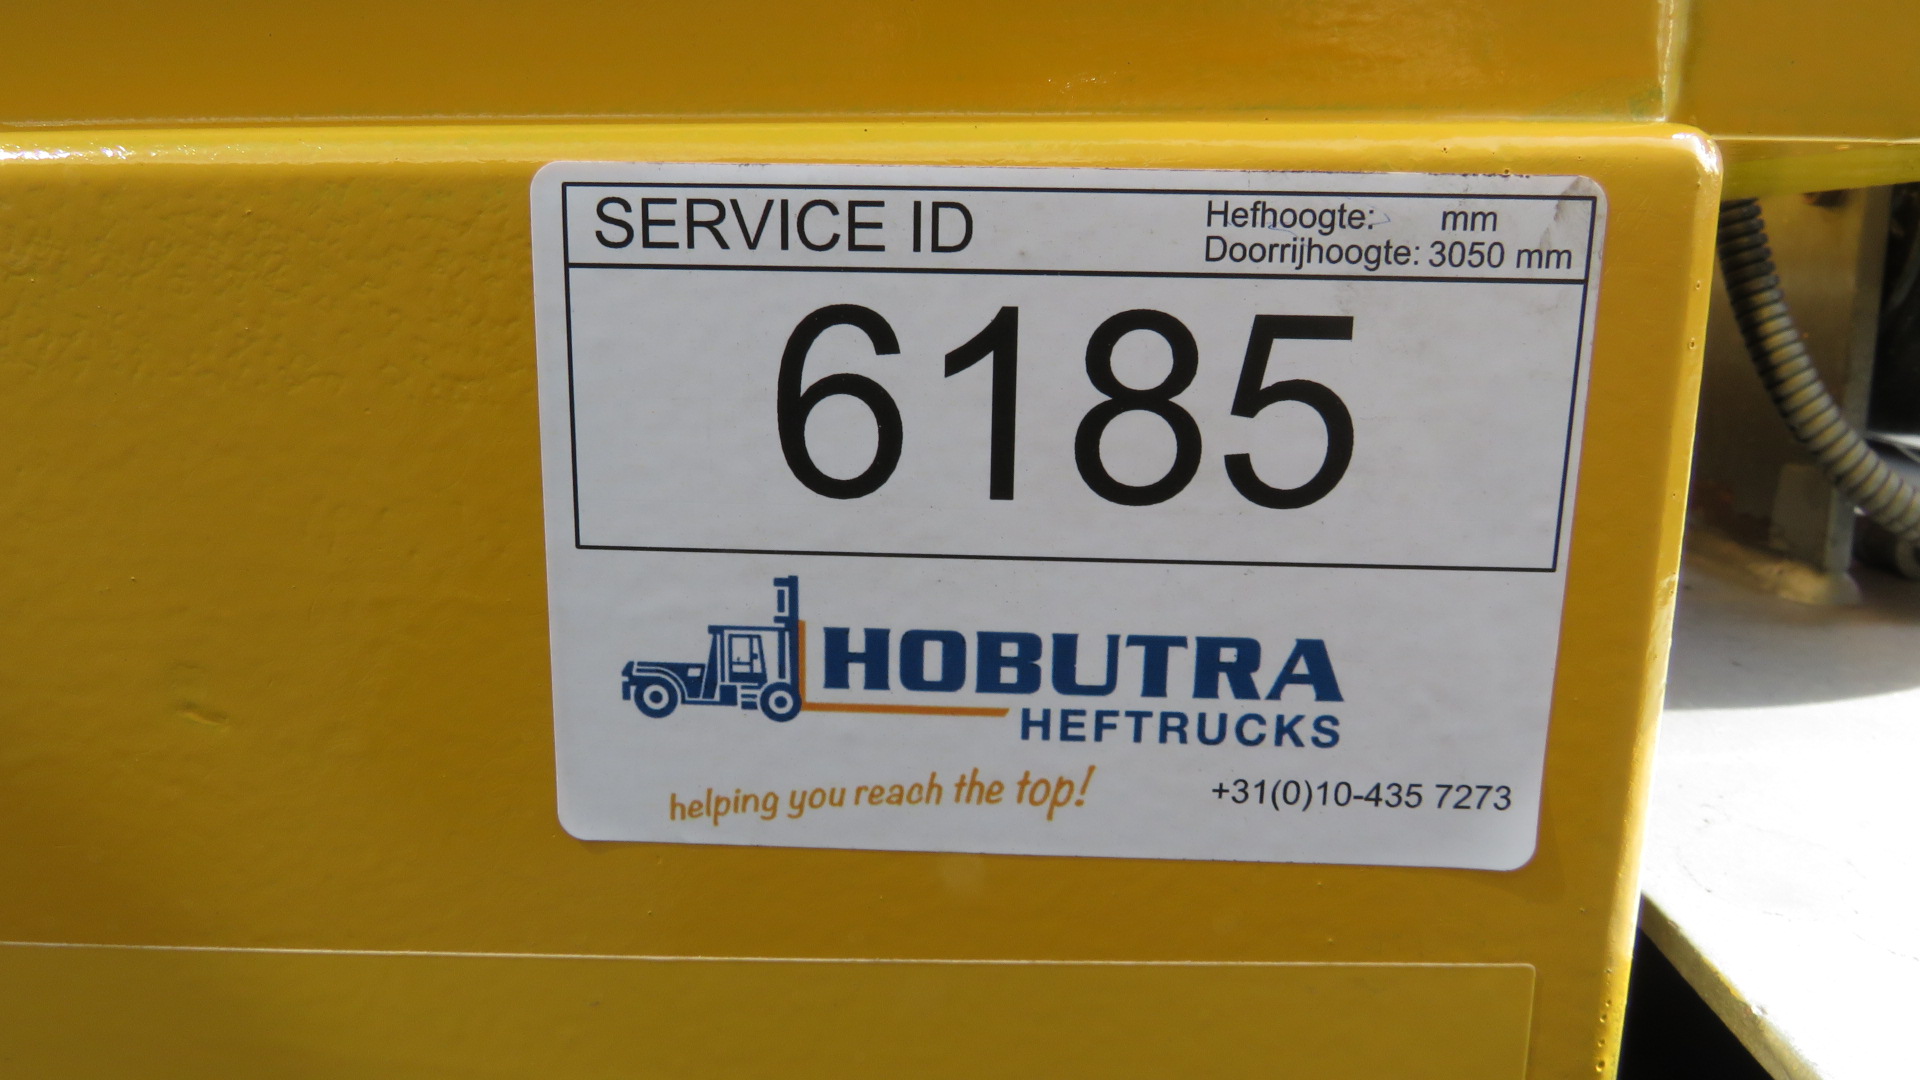 SERVICE ID
Hefhoogte: mm
Doorrijhoogte: 3050 mm
6185
HOBUTRA
HEFTRUCKS
helping you reach the top!
+31(0)10-435 7273